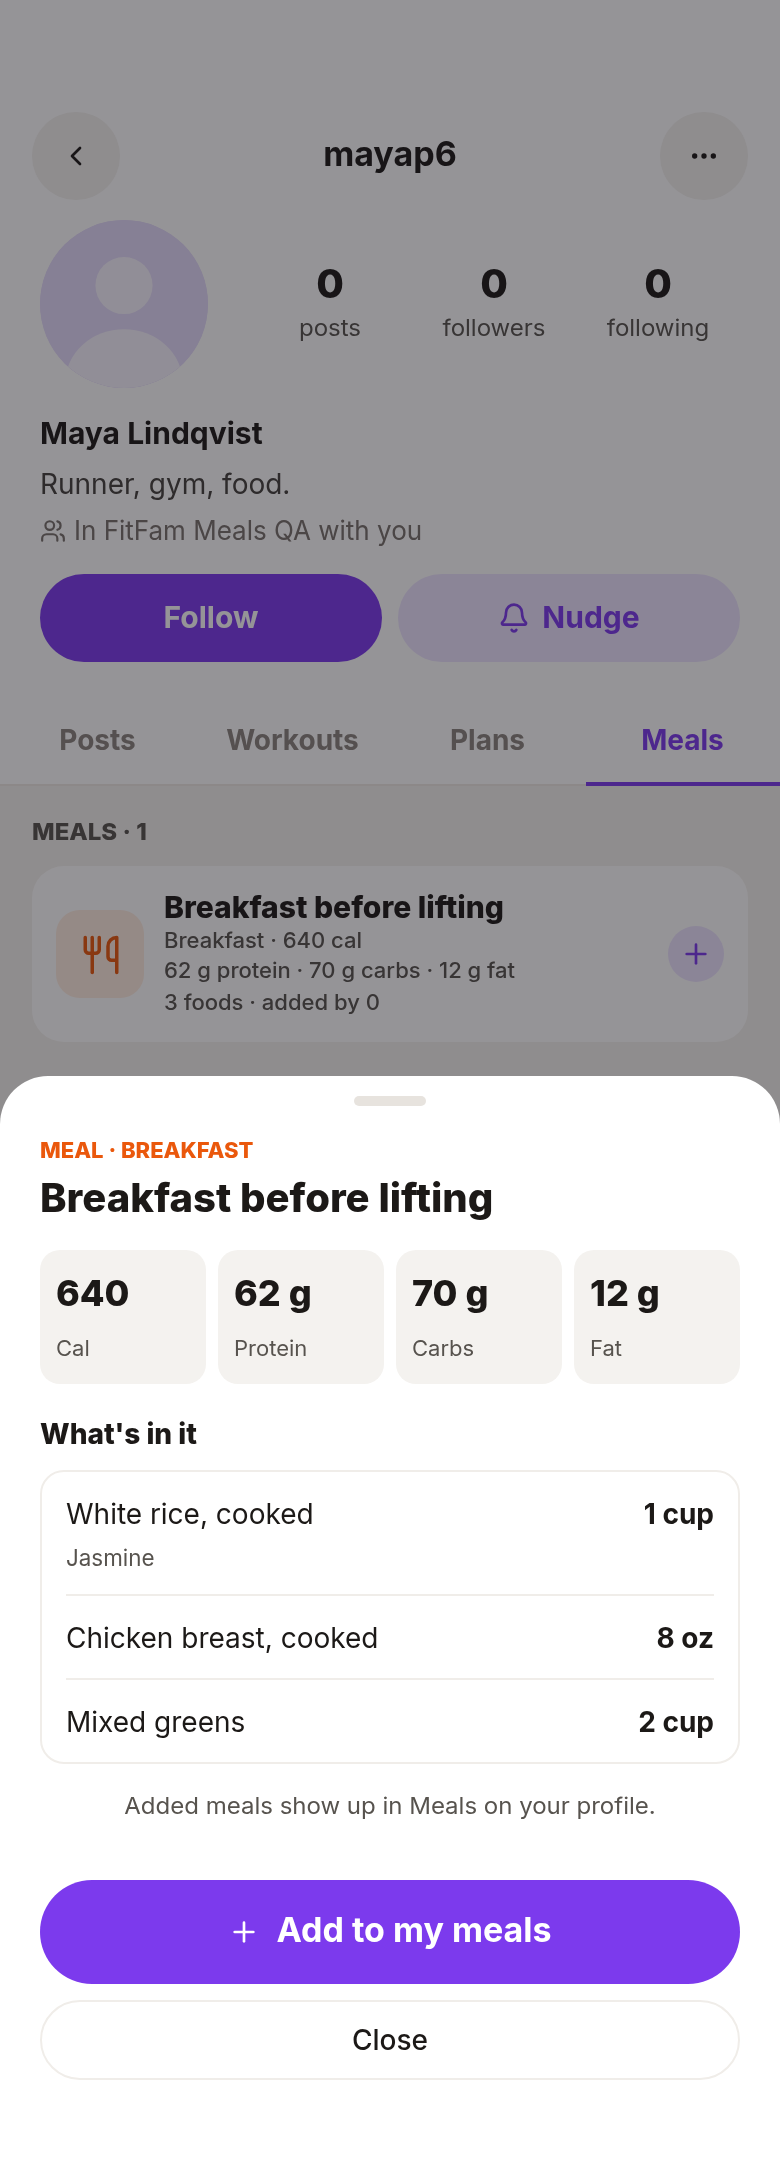 mayap6
0 0 0
posts followers following
Maya Lindqvist
Runner, gym, food.
In FitFam Meals QA with you
Follow Nudge
Posts Workouts Plans Meals
MEALS · 1
Breakfast before lifting
Breakfast · 640 cal
62 g protein · 70 g carbs · 12 g fat
3 foods · added by 0
MEAL · BREAKFAST
Breakfast before lifting
640 62 g 70 g 12 g
Cal Protein Carbs Fat
What's in it
White rice, cooked 1 cup
Jasmine
Chicken breast, cooked 8 oz
Mixed greens 2 cup
Added meals show up in Meals on your profile.
Add to my meals
Close